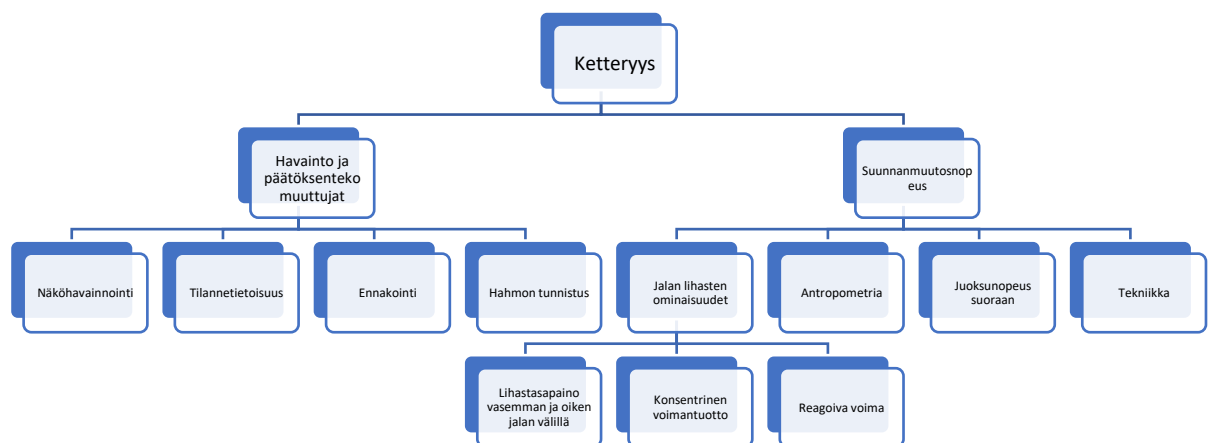 Ketteryys
Havainto ja
päätöksenteko
muuttujat
Suunnanmuutosnop
eus
Näköhavainnointi
Tilannetietoisuus
Ennakointi
Hahmon tunnistus
Jalan lihasten
ominaisuudet
Antropometria
Juoksunopeus
suoraan
Tekniikka
Lihastasapaino
vasemman ja oiken
jalan välillä
Konsentrinen
voimantuotto
Reagoiva voima